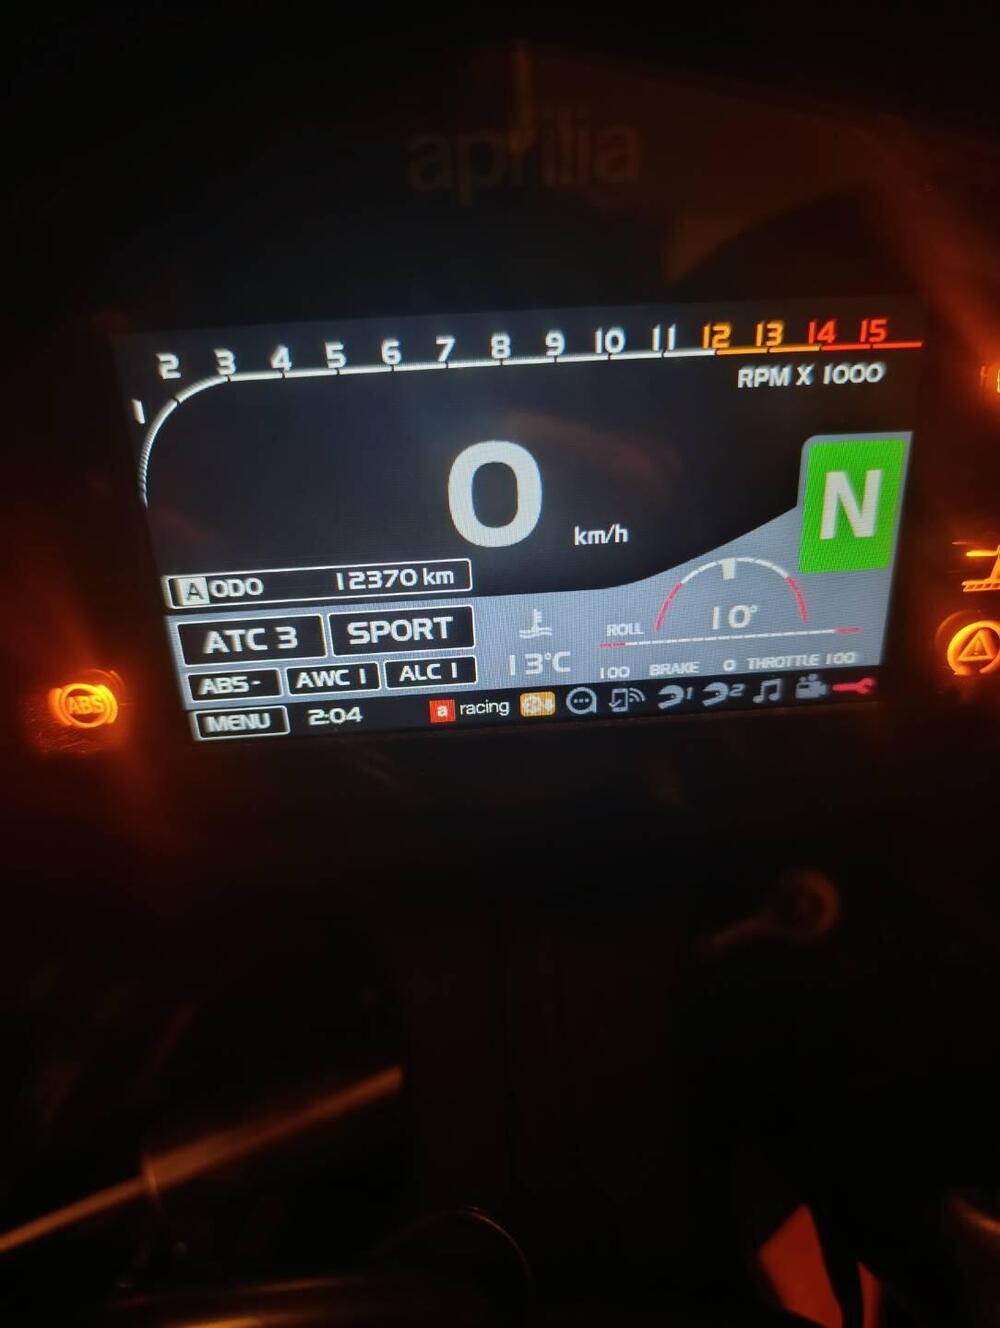 aprilia
1 2 3 4 5 6 7 8 9 10 11 12 13 14 15
RPM X 1000
0 km/h
N
A ODO 12370 km
ATC 3 SPORT
10°
ROLL
13°C
100 BRAKE 0 THROTTLE 100
ABS- AWC 1 ALC 1
ABS
MENU 2:04 a racing 1 2